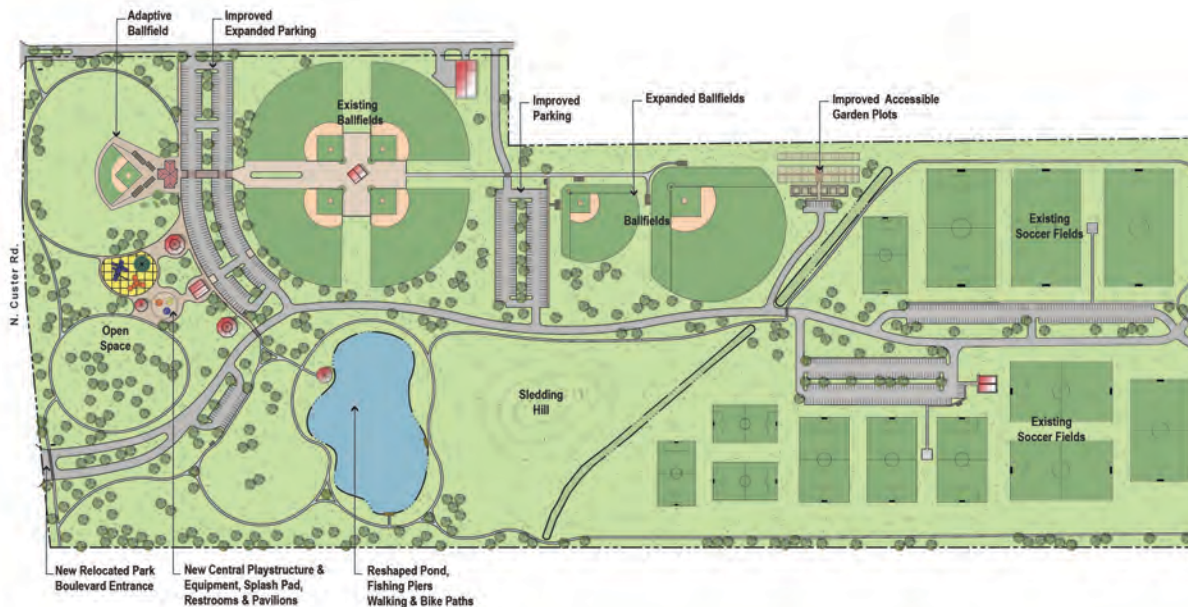 Adaptive
Ballfield
Improved
Expanded Parking
Existing
Ballfields
Improved
Parking
Expanded Ballfields
Improved Accessible
Garden Plots
Ballfields
Existing
Soccer Fields
N. Custer Rd.
Open
Space
Sledding
Hill
Existing
Soccer Fields
New Relocated Park
Boulevard Entrance
New Central Playstructure &
Equipment, Splash Pad,
Restrooms & Pavilions
Reshaped Pond,
Fishing Piers
Walking & Bike Paths